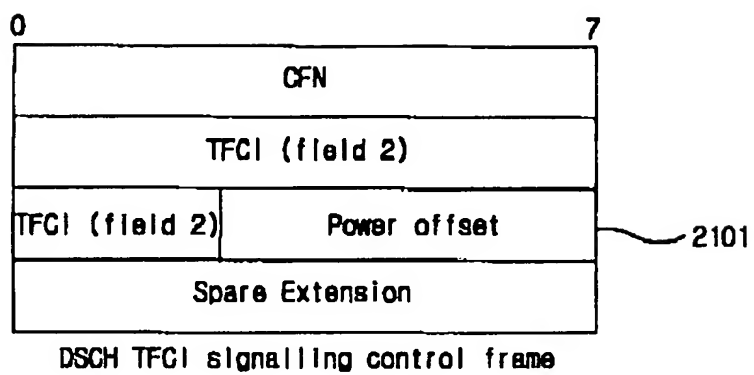 0 7
CFN
TFCI (field 2)
TFCI (field 2) Power offset 2101
Spare Extension
DSCH TFCI signalling control frame